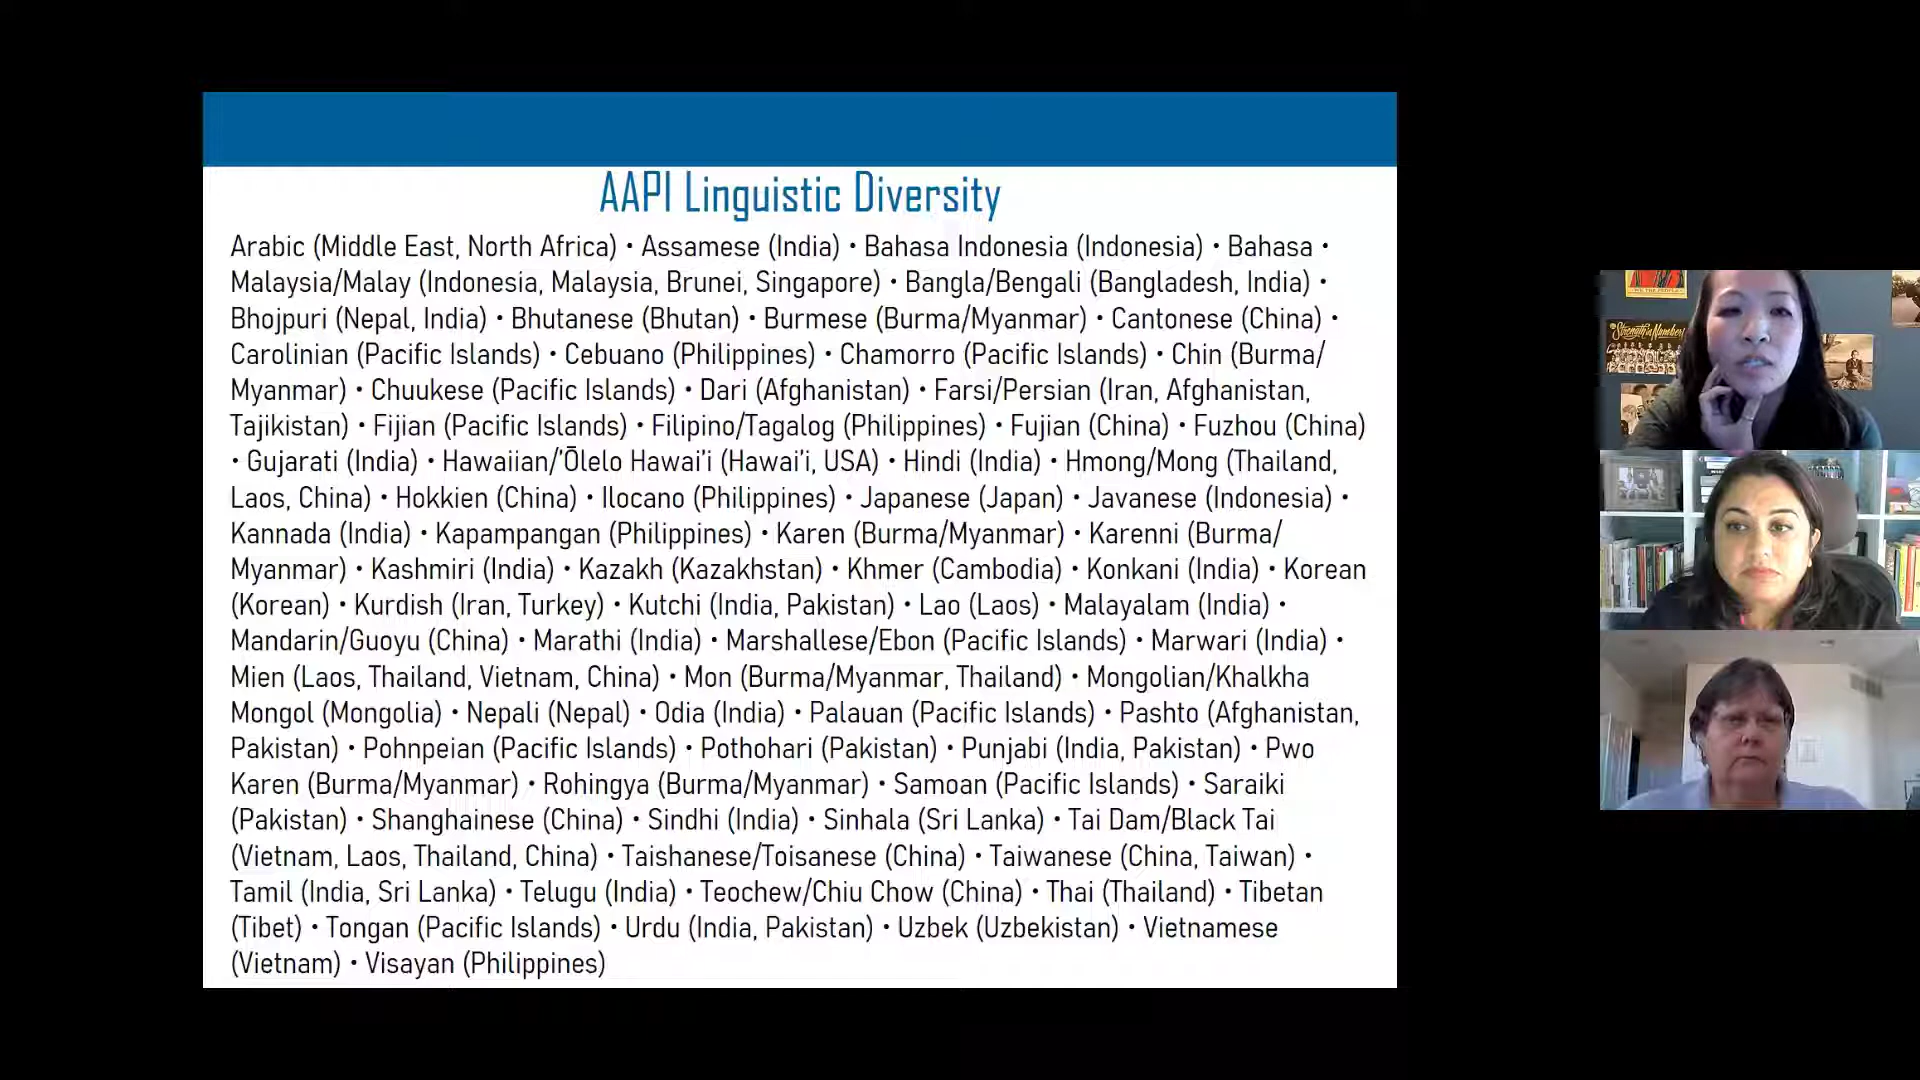 AAPI Linguistic Diversity
Arabic (Middle East, North Africa) • Assamese (India) • Bahasa Indonesia (Indonesia) • Bahasa •
Malaysia/Malay (Indonesia, Malaysia, Brunei, Singapore) • Bangla/Bengali (Bangladesh, India) •
Bhojpuri (Nepal, India) • Bhutanese (Bhutan) • Burmese (Burma/Myanmar) • Cantonese (China) •
Carolinian (Pacific Islands) • Cebuano (Philippines) • Chamorro (Pacific Islands) • Chin (Burma/
Myanmar) • Chuukese (Pacific Islands) • Dari (Afghanistan) • Farsi/Persian (Iran, Afghanistan,
Tajikistan) • Fijian (Pacific Islands) • Filipino/Tagalog (Philippines) • Fujian (China) • Fuzhou (China)
• Gujarati (India) • Hawaiian/'Ōlelo Hawai'i (Hawai'i, USA) • Hindi (India) • Hmong/Mong (Thailand,
Laos, China) • Hokkien (China) • Ilocano (Philippines) • Japanese (Japan) • Javanese (Indonesia) •
Kannada (India) • Kapampangan (Philippines) • Karen (Burma/Myanmar) • Karenni (Burma/
Myanmar) • Kashmiri (India) • Kazakh (Kazakhstan) • Khmer (Cambodia) • Konkani (India) • Korean
(Korean) • Kurdish (Iran, Turkey) • Kutchi (India, Pakistan) • Lao (Laos) • Malayalam (India) •
Mandarin/Guoyu (China) • Marathi (India) • Marshallese/Ebon (Pacific Islands) • Marwari (India) •
Mien (Laos, Thailand, Vietnam, China) • Mon (Burma/Myanmar, Thailand) • Mongolian/Khalkha
Mongol (Mongolia) • Nepali (Nepal) • Odia (India) • Palauan (Pacific Islands) • Pashto (Afghanistan,
Pakistan) • Pohnpeian (Pacific Islands) • Pothohari (Pakistan) • Punjabi (India, Pakistan) • Pwo
Karen (Burma/Myanmar) • Rohingya (Burma/Myanmar) • Samoan (Pacific Islands) • Saraiki
(Pakistan) • Shanghainese (China) • Sindhi (India) • Sinhala (Sri Lanka) • Tai Dam/Black Tai
(Vietnam, Laos, Thailand, China) • Taishanese/Toisanese (China) • Taiwanese (China, Taiwan) •
Tamil (India, Sri Lanka) • Telugu (India) • Teochew/Chiu Chow (China) • Thai (Thailand) • Tibetan
(Tibet) • Tongan (Pacific Islands) • Urdu (India, Pakistan) • Uzbek (Uzbekistan) • Vietnamese
(Vietnam) • Visayan (Philippines)
Strength in Numbers